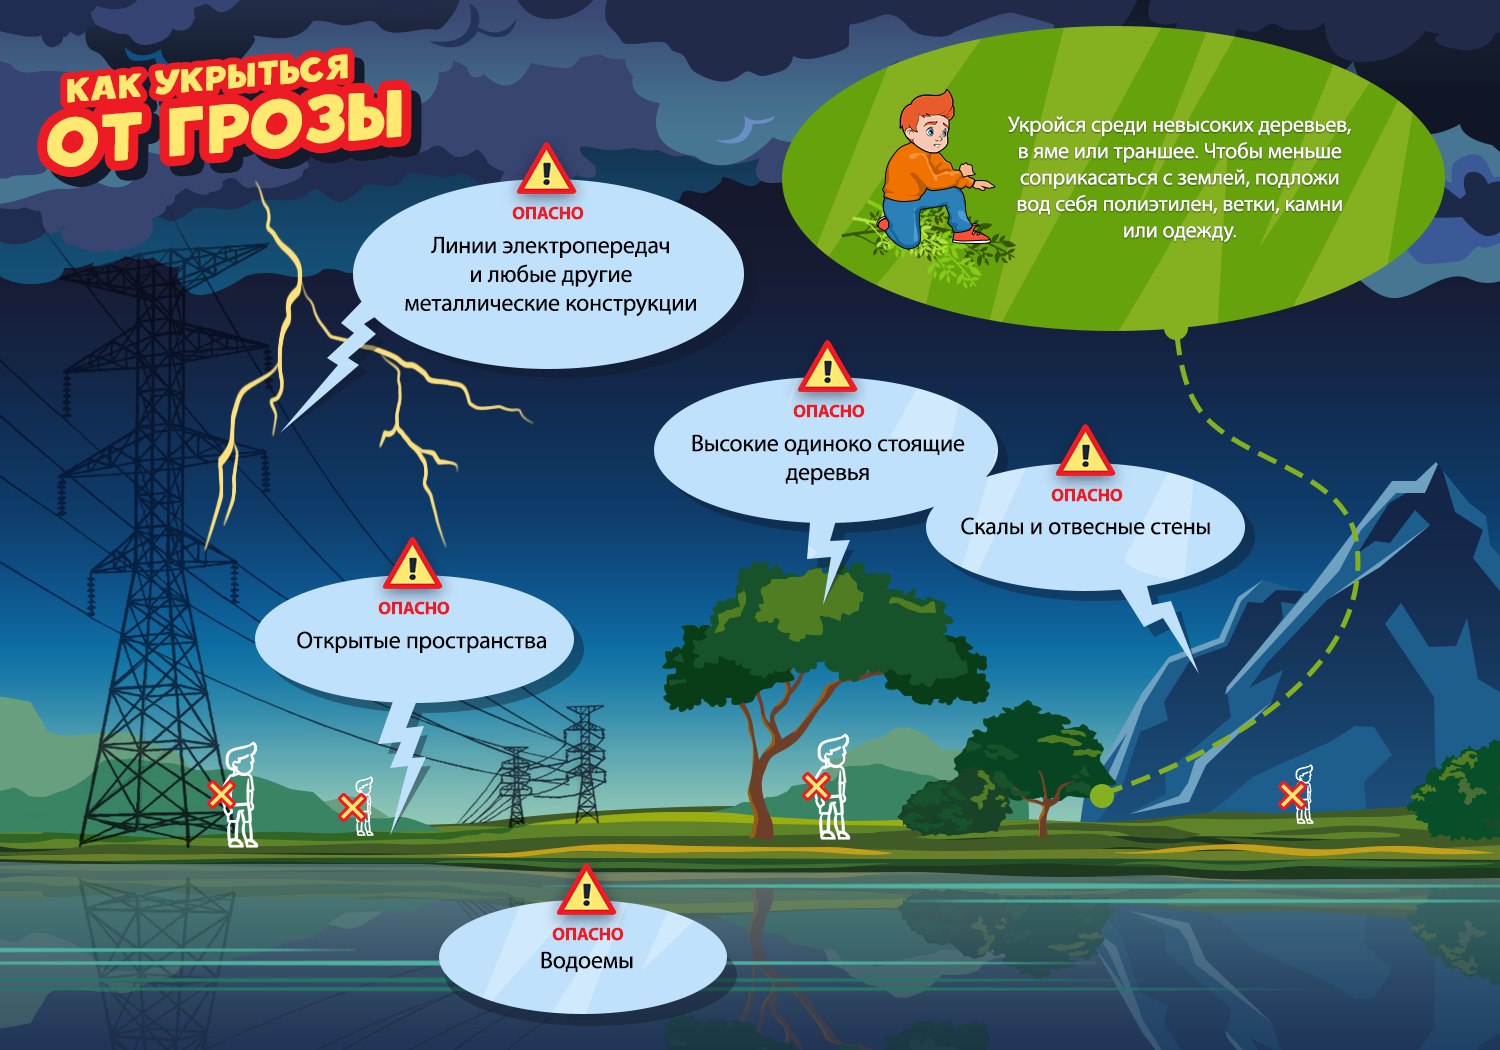 КАК УКРЫТЬСЯ
ОТ ГРОЗЫ
Укройся среди невысоких деревьев,
в яме или траншее. Чтобы меньше
соприкасаться с землей, подложи
вод себя полиэтилен, ветки, камни
или одежду.
ОПАСНО
Линии электропередач
и любые другие
металлические конструкции
ОПАСНО
Высокие одиноко стоящие
деревья
ОПАСНО
Скалы и отвесные стены
ОПАСНО
Открытые пространства
ОПАСНО
Водоемы